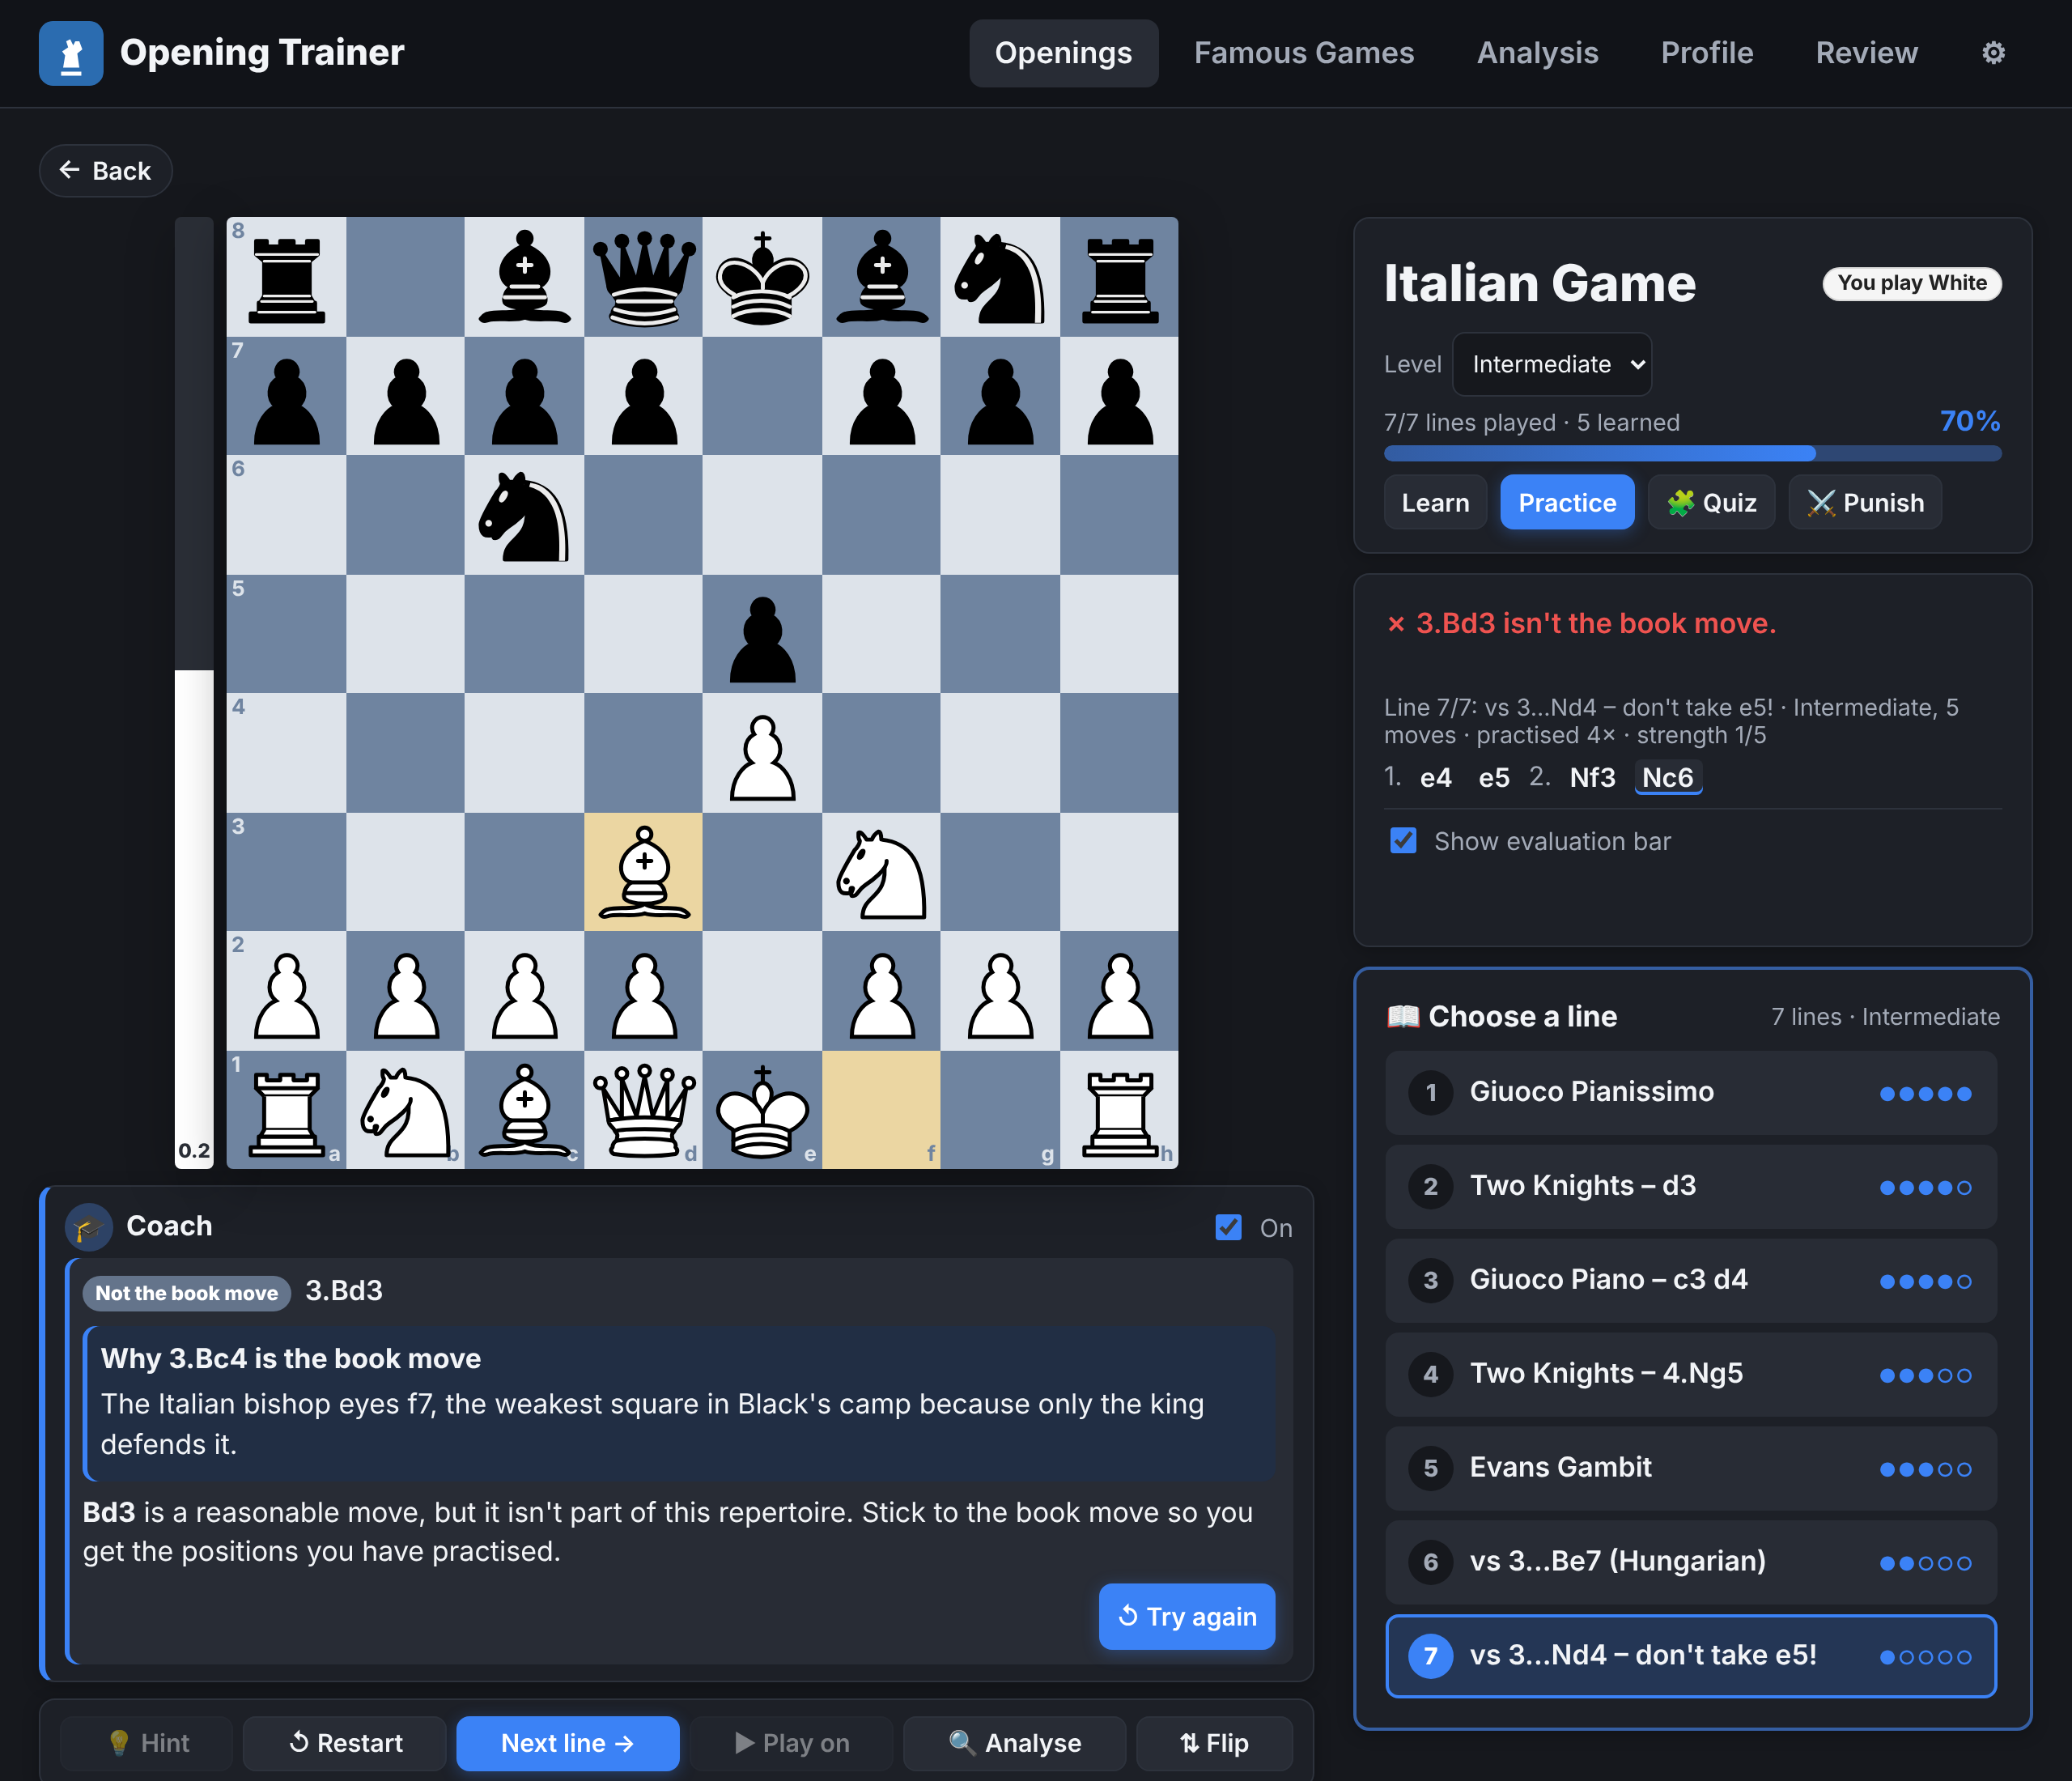 Opening Trainer
Openings
Famous Games
Analysis
Profile
Review
⚙
← Back
8
7
6
5
4
3
2
1
a
b
c
d
e
f
g
h
0.2
Italian Game
You play White
Level
Intermediate
7/7 lines played · 5 learned
70%
Learn
Practice
🧩 Quiz
⚔️ Punish
× 3.Bd3 isn't the book move.
Line 7/7: vs 3...Nd4 – don't take e5! · Intermediate, 5
moves · practised 4× · strength 1/5
1. e4 e5 2. Nf3 Nc6
Show evaluation bar
📖 Choose a line
7 lines · Intermediate
1 Giuoco Pianissimo
2 Two Knights – d3
3 Giuoco Piano – c3 d4
4 Two Knights – 4.Ng5
5 Evans Gambit
6 vs 3...Be7 (Hungarian)
7 vs 3...Nd4 – don't take e5!
🎓 Coach
On
Not the book move 3.Bd3
Why 3.Bc4 is the book move
The Italian bishop eyes f7, the weakest square in Black's camp because only the king
defends it.
Bd3 is a reasonable move, but it isn't part of this repertoire. Stick to the book move so you
get the positions you have practised.
↺ Try again
💡 Hint
↺ Restart
Next line →
▶ Play on
🔍 Analyse
⇅ Flip